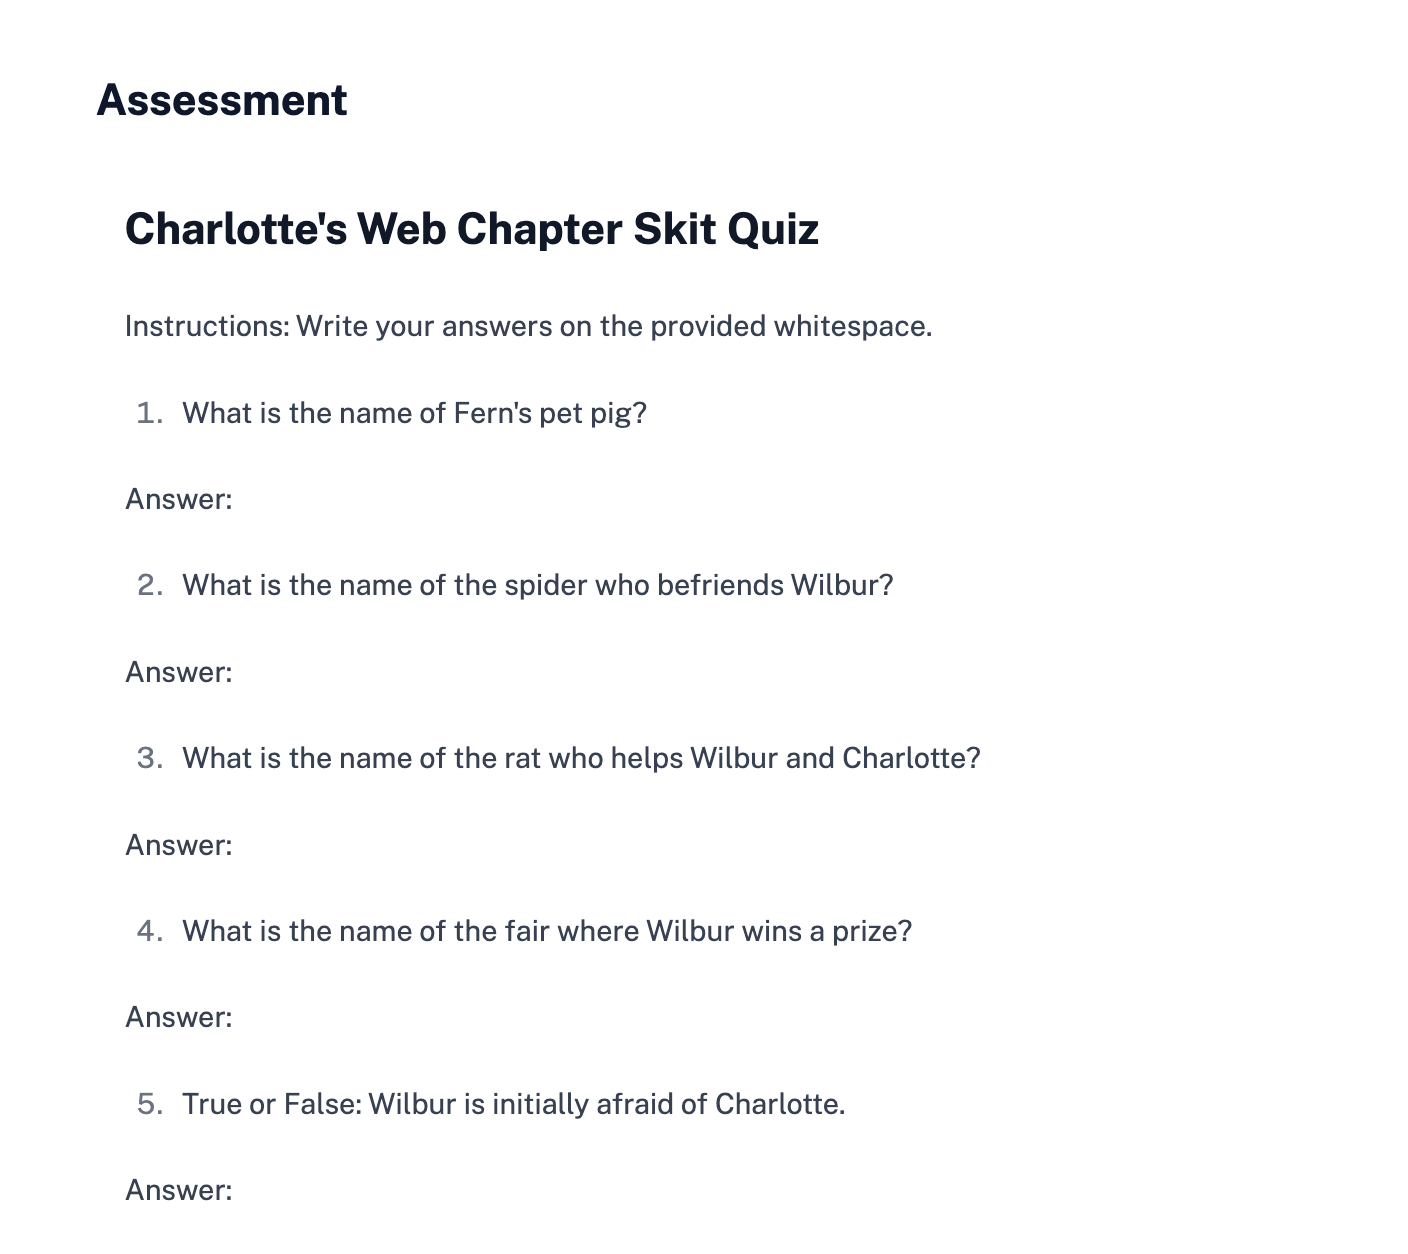 Assessment
Charlotte's Web Chapter Skit Quiz
Instructions: Write your answers on the provided whitespace.
1. What is the name of Fern's pet pig?
Answer:
2. What is the name of the spider who befriends Wilbur?
Answer:
3. What is the name of the rat who helps Wilbur and Charlotte?
Answer:
4. What is the name of the fair where Wilbur wins a prize?
Answer:
5. True or False: Wilbur is initially afraid of Charlotte.
Answer: